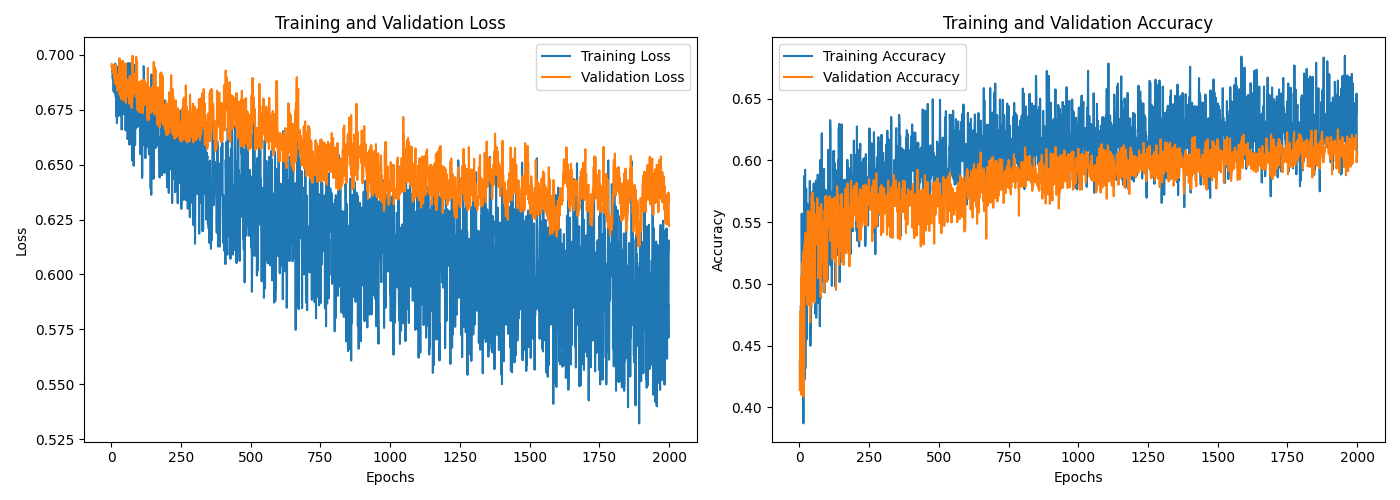 Training and Validation Loss
Training Loss
Validation Loss
0.700
0.675
0.650
0.625
0.600
0.575
0.550
0.525
Loss
0 250 500 750 1000 1250 1500 1750 2000
Epochs
Training and Validation Accuracy
Training Accuracy
Validation Accuracy
0.65
0.60
0.55
0.50
0.45
0.40
Accuracy
0 250 500 750 1000 1250 1500 1750 2000
Epochs